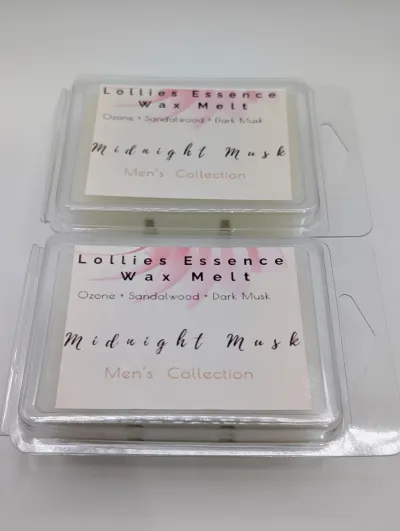 Lollies Essence
Wax Melt
Ozone • Sandalwood • Dark Musk
Midnight Musk
Men's Collection
Lollies Essence
Wax Melt
Ozone • Sandalwood • Dark Musk
Midnight Musk
Men's Collection